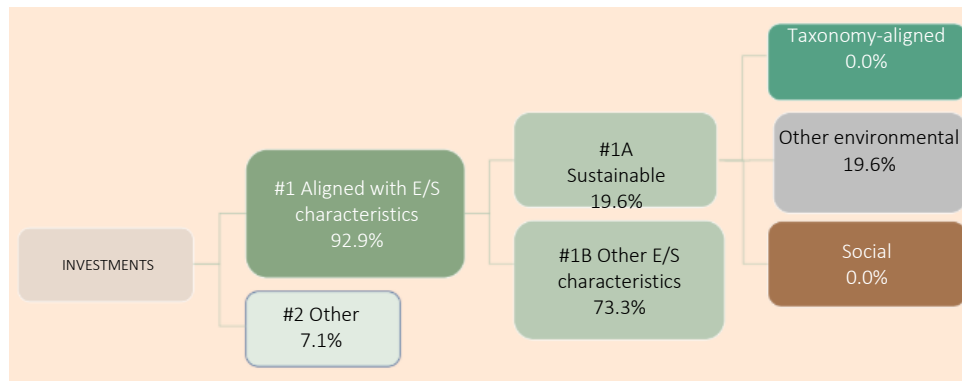 INVESTMENTS
#1 Aligned with E/S
characteristics
92.9%
#2 Other
7.1%
#1A
Sustainable
19.6%
#1B Other E/S
characteristics
73.3%
Taxonomy-aligned
0.0%
Other environmental
19.6%
Social
0.0%